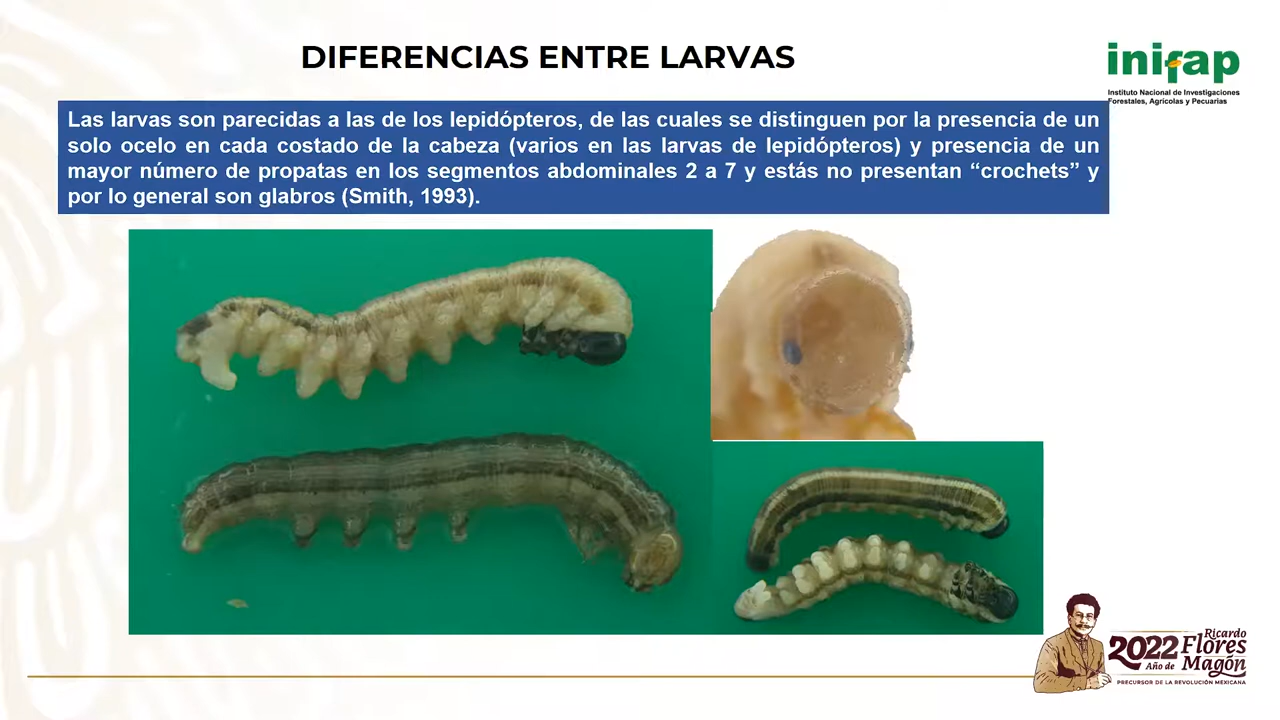 DIFERENCIAS ENTRE LARVAS
inifap
Instituto Nacional de Investigaciones
Forestales, Agrícolas y Pecuarias
Las larvas son parecidas a las de los lepidópteros, de las cuales se distinguen por la presencia de un
solo ocelo en cada costado de la cabeza (varios en las larvas de lepidópteros) y presencia de un
mayor número de propatas en los segmentos abdominales 2 a 7 y estás no presentan “crochets” y
por lo general son glabros (Smith, 1993).
2022
Año de
Ricardo
Flores
Magón
PRECURSOR DE LA REVOLUCIÓN MEXICANA